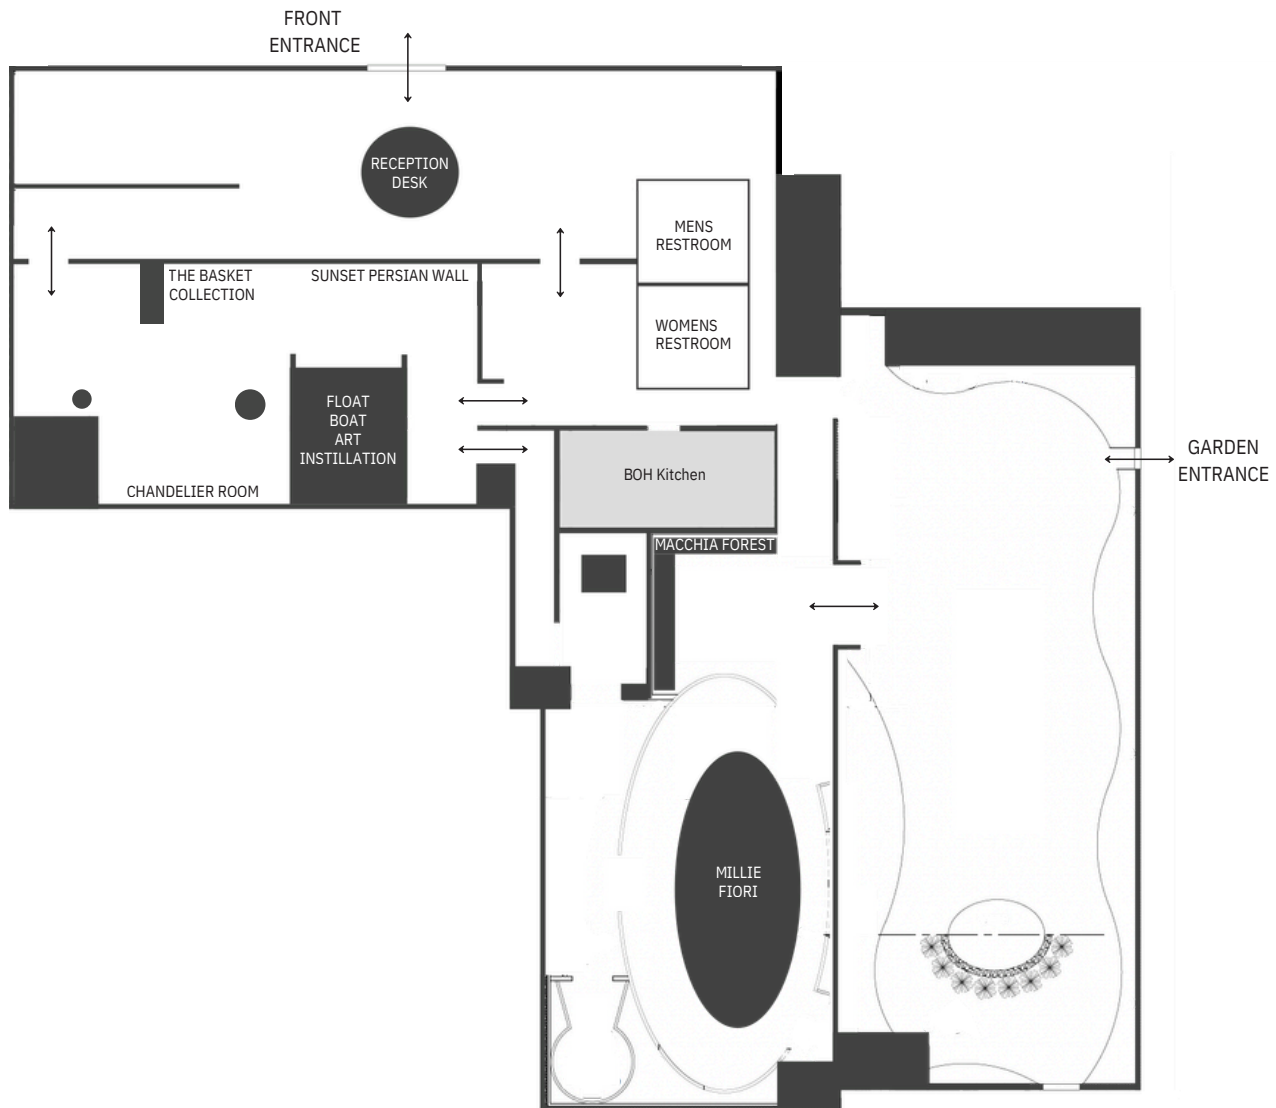 FRONT
ENTRANCE
RECEPTION
DESK
MENS
RESTROOM
THE BASKET
COLLECTION
SUNSET PERSIAN WALL
WOMENS
RESTROOM
FLOAT
BOAT
ART
INSTILLATION
CHANDELIER ROOM
BOH Kitchen
GARDEN
ENTRANCE
MACCHIA FOREST
MILLIE
FIORI